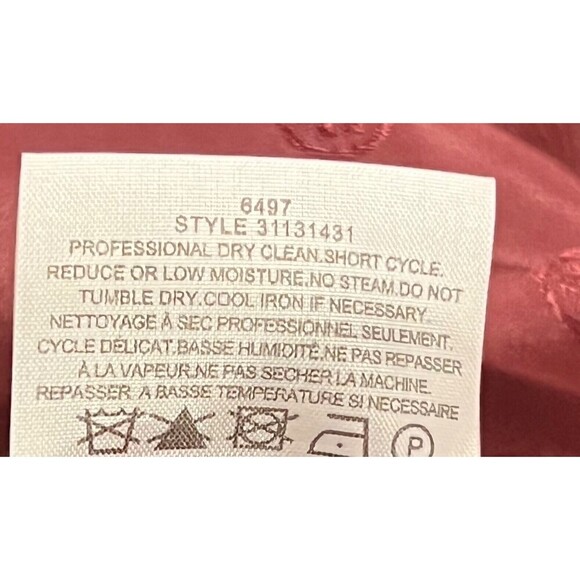 6497
STYLE 31131431
PROFESSIONAL DRY CLEAN.SHORT CYCLE.
REDUCE OR LOW MOISTURE.NO STEAM.DO NOT
TUMBLE DRY.COOL IRON IF NECESSARY
NETTOYAGE À SEC PROFESSIONNEL SEULEMENT.
CYCLE DELICAT.BASSE HUMIDITÉ.NE PAS REPASSER
À LA VAPEUR.NE PAS SECHER LA MACHINE.
REPASSER A BASSE TEMPERATURE SI NECESSAIRE
P